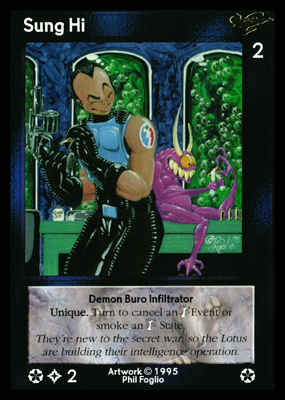 Sung Hi
2
© Foglio
Demon Buro Infiltrator
Unique. Turn to cancel an Event or
smoke an State.
They're new to the secret war, so the Lotus
are building their intelligence operation.
2
Artwork © 1995
Phil Foglio